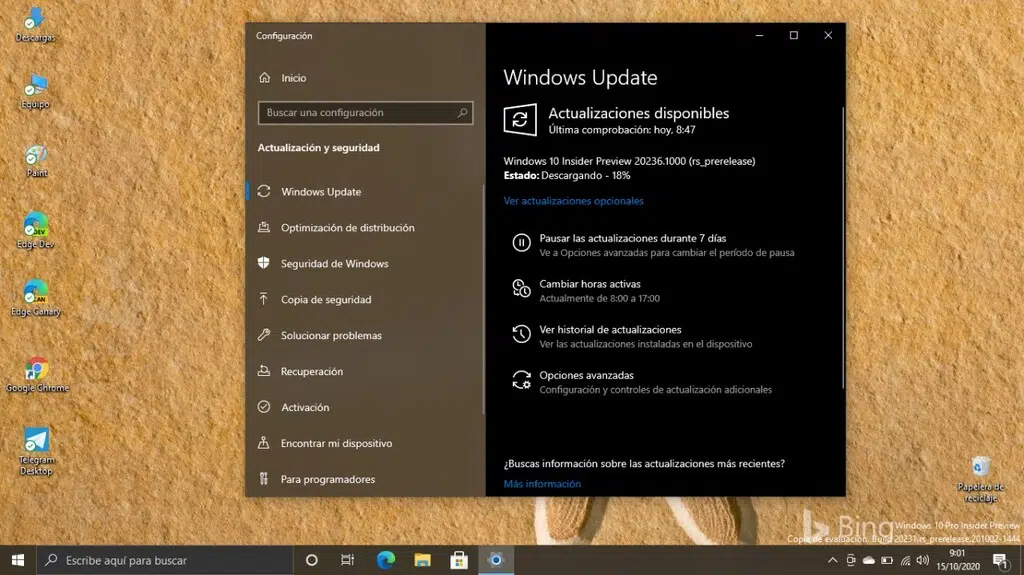 Descargas
Equipo
Paint
Edge Dev
Edge Canary
Google Chrome
Telegram
Desktop
Configuración
Inicio
Buscar una configuración
Actualización y seguridad
Windows Update
Optimización de distribución
Seguridad de Windows
Copia de seguridad
Solucionar problemas
Recuperación
Activación
Encontrar mi dispositivo
Para programadores
Windows Update
Actualizaciones disponibles
Última comprobación: hoy, 8:47
Windows 10 Insider Preview 20236.1000 (rs_prerelease)
Estado: Descargando - 18%
Ver actualizaciones opcionales
Pausar las actualizaciones durante 7 días
Ve a Opciones avanzadas para cambiar el período de pausa
Cambiar horas activas
Actualmente de 8:00 a 17:00
Ver historial de actualizaciones
Ver las actualizaciones instaladas en el dispositivo
Opciones avanzadas
Configuración y controles de actualización adicionales
¿Buscas información sobre las actualizaciones más recientes?
Más información
Papelera de
reciclaje
Bing
Windows 10 Pro Insider Preview
Copia de evaluación. Build 20231.rs_prerelease.201002-1444
Escribe aquí para buscar
9:01
15/10/2020
1